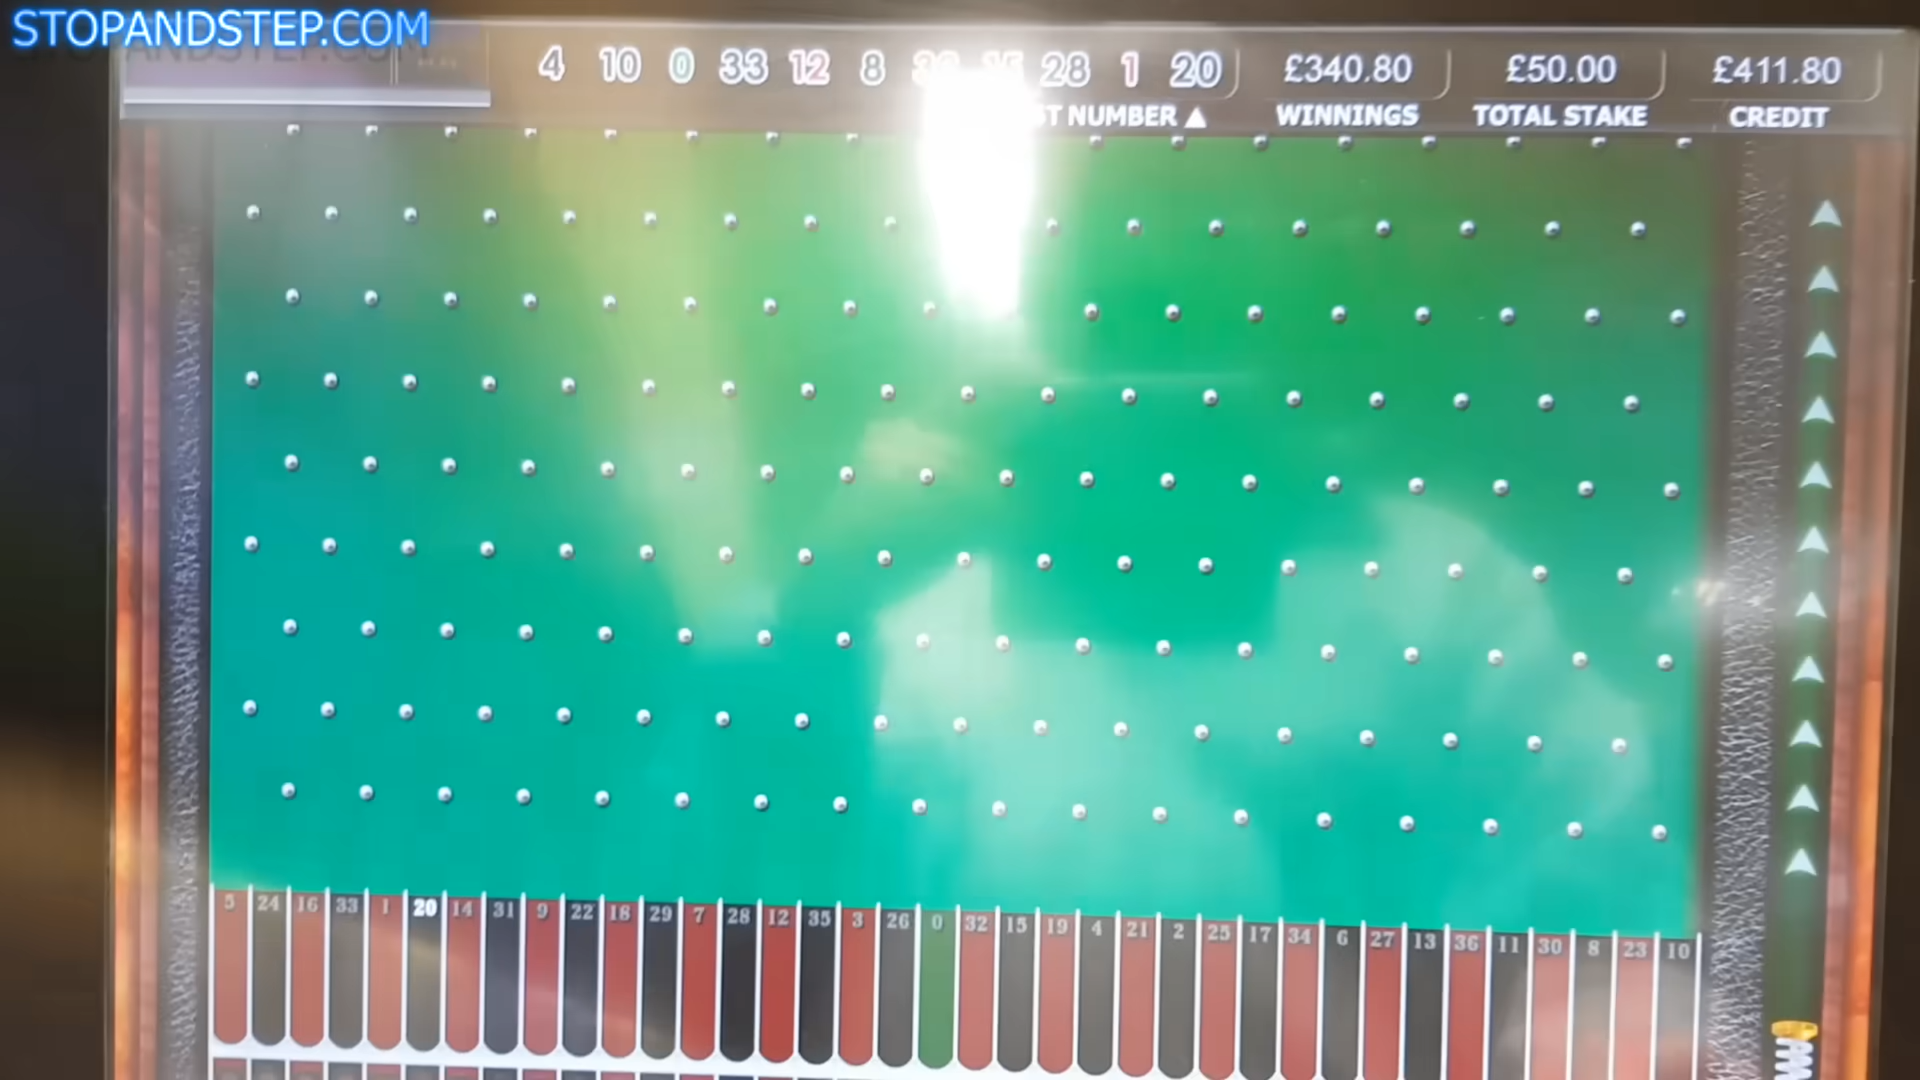 STOPANDSTEP.COM
4 10 0 33 12 8 28 1 20 £340.80 £50.00 £411.80
NUMBER ▲ WINNINGS TOTAL STAKE CREDIT
5 24 16 33 1 20 14 31 9 22 18 29 7 28 12 35 3 26 0 32 15 19 4 21 2 25 17 34 6 27 13 36 11 30 8 23 10